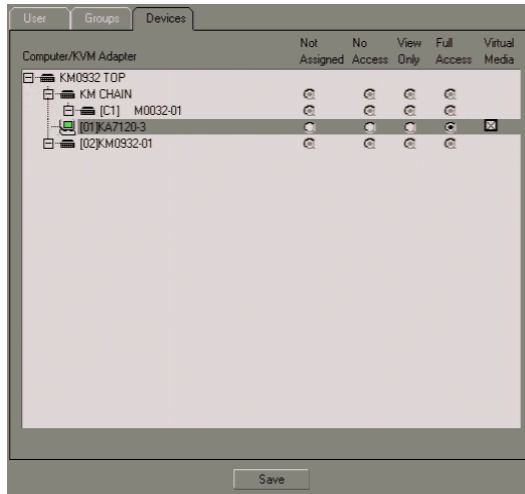 User Groups Devices
Computer/KVM Adapter Not Assigned No Access View Only Full Access Virtual Media
KM0932 TOP
KM CHAIN
[C1] M0032-01
[01]KA7120-3
[02]KM0932-01
Save